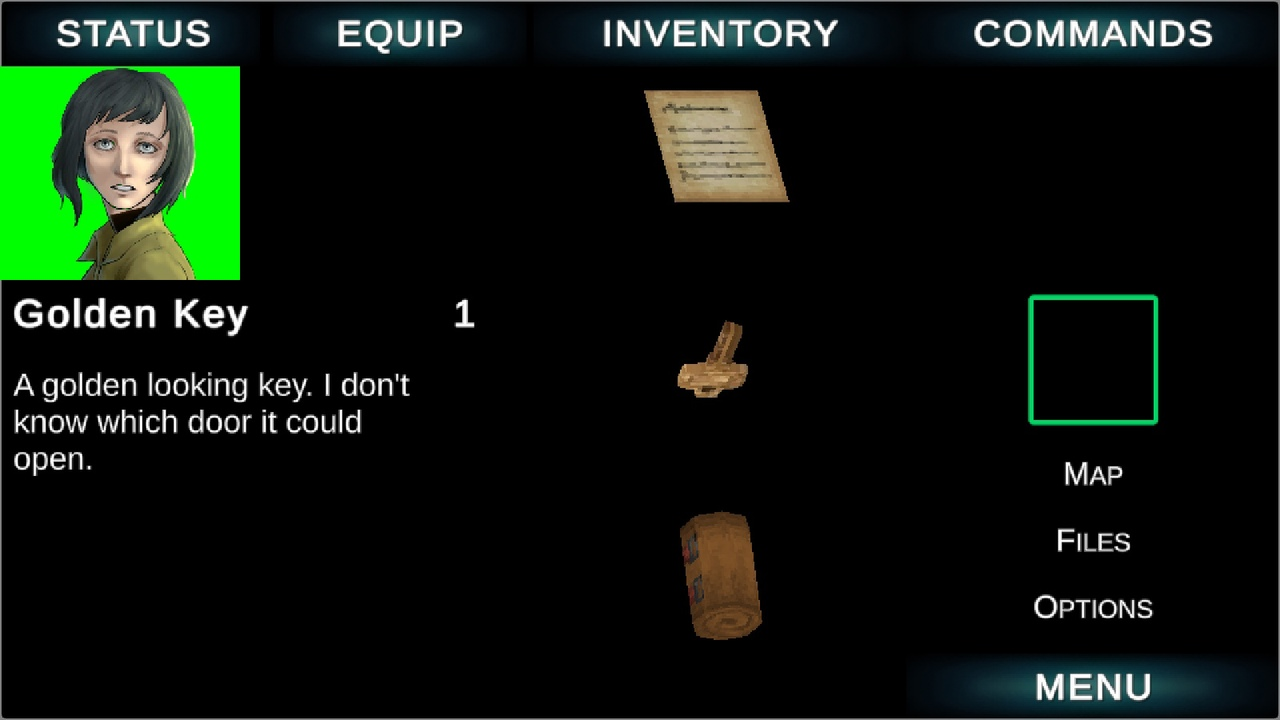 STATUS
EQUIP
INVENTORY
COMMANDS
Golden Key
1
A golden looking key. I don't
know which door it could
open.
MAP
FILES
OPTIONS
MENU